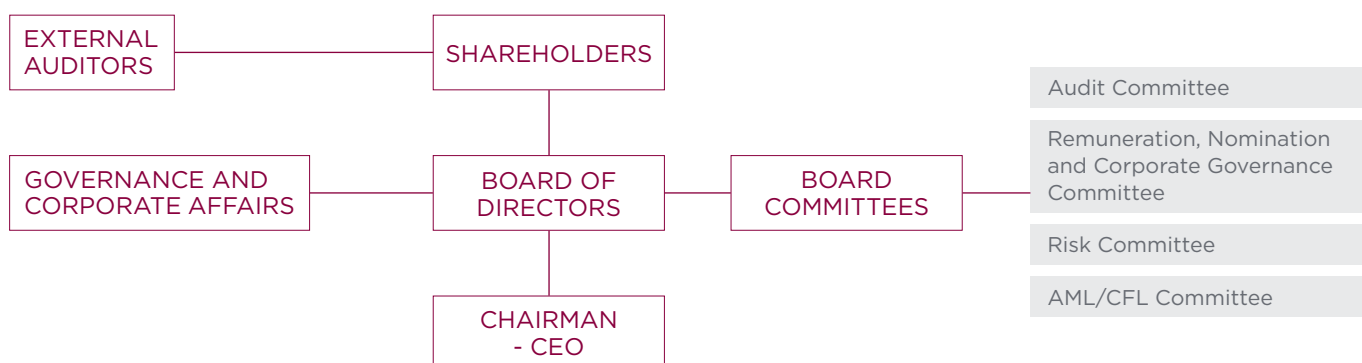 EXTERNAL
AUDITORS
SHAREHOLDERS
GOVERNANCE AND
CORPORATE AFFAIRS
BOARD OF
DIRECTORS
BOARD
COMMITTEES
Audit Committee
Remuneration, Nomination
and Corporate Governance
Committee
Risk Committee
AML/CFL Committee
CHAIRMAN
- CEO